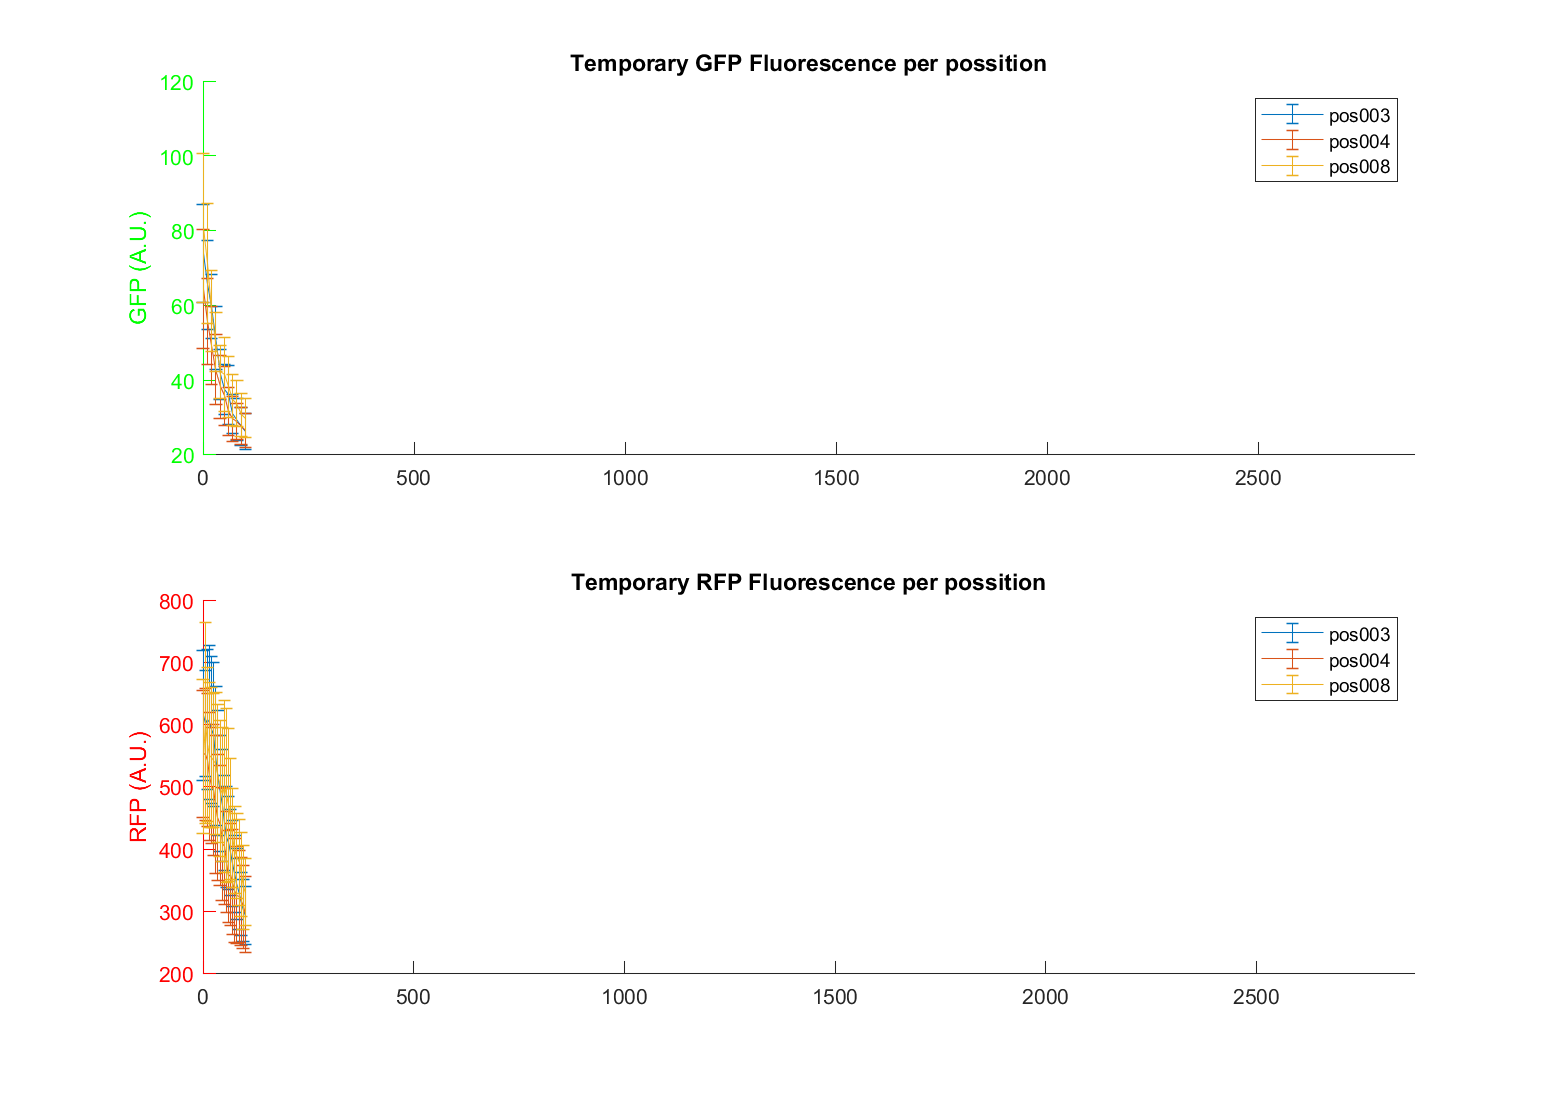 Temporary GFP Fluorescence per possition
120
100
80
60
40
20
GFP (A.U.)
pos003
pos004
pos008
0 500 1000 1500 2000 2500
Temporary RFP Fluorescence per possition
800
700
600
500
400
300
200
RFP (A.U.)
pos003
pos004
pos008
0 500 1000 1500 2000 2500